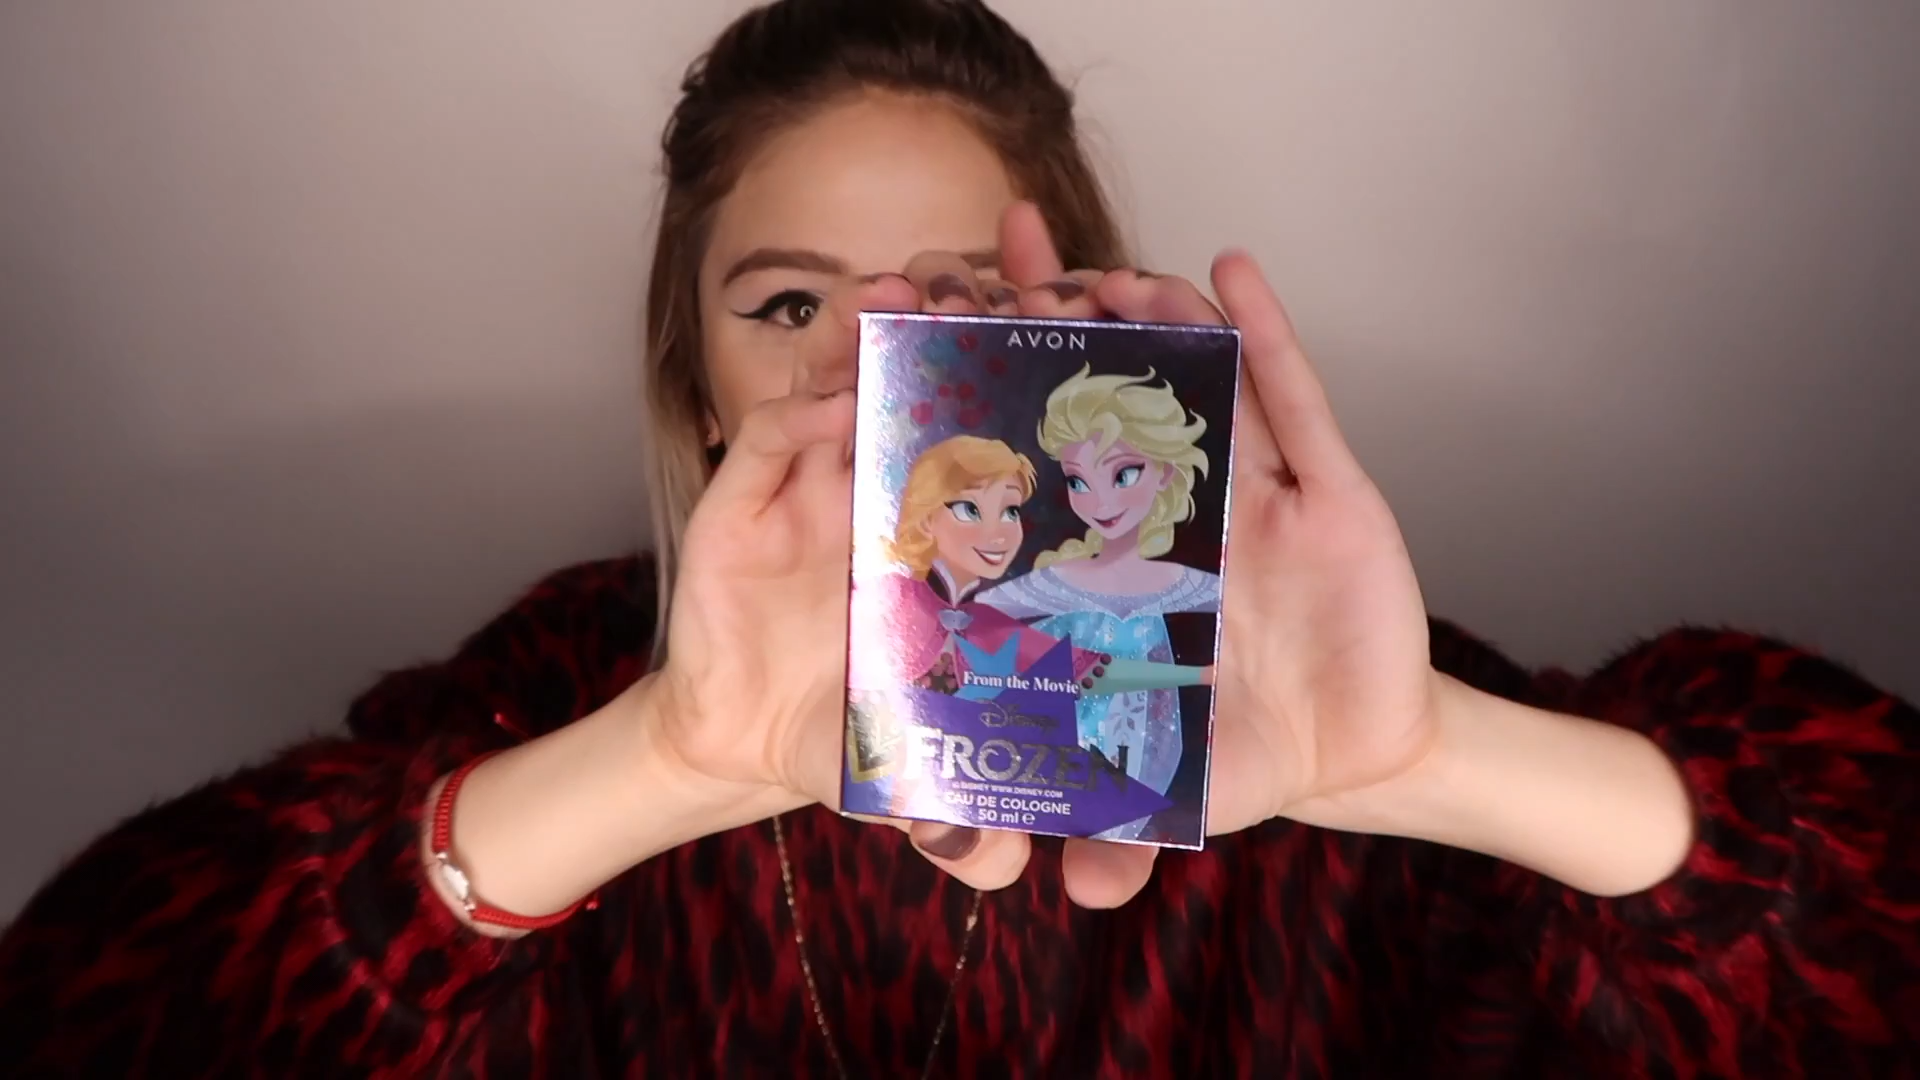 AVON
From the Movie
Disney
FROZEN
© DISNEY WWW.DISNEY.COM
EAU DE COLOGNE
50 ml ℮